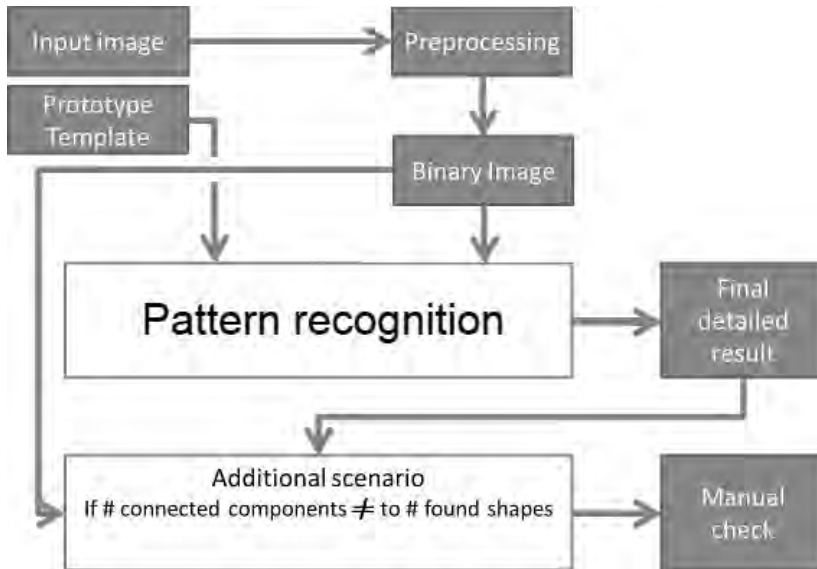 Input image
Preprocessing
Prototype
Template
Binary Image
Pattern recognition
Final
detailed
result
Additional scenario
If # connected components ≠ to # found shapes
Manual
check